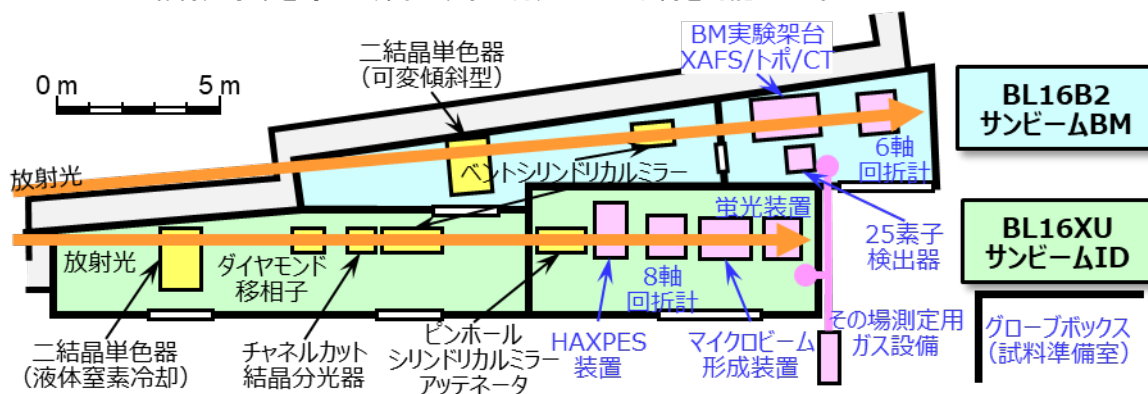 0 m
5 m
二結晶単色器
(可変傾斜型)
BM実験架台
XAFS/トポ/CT
BL16B2
サンビームBM
放射光
ベントシリンドリカルミラー
6軸
回折計
蛍光装置
25素子
検出器
BL16XU
サンビームID
放射光
ダイヤモンド
移相子
8軸
回折計
二結晶単色器
(液体窒素冷却)
チャネルカット
結晶分光器
ピンホール
シリンドリカルミラー
アッテネータ
HAXPES
装置
マイクロビーム
形成装置
その場測定用
ガス設備
グローブボックス
(試料準備室)